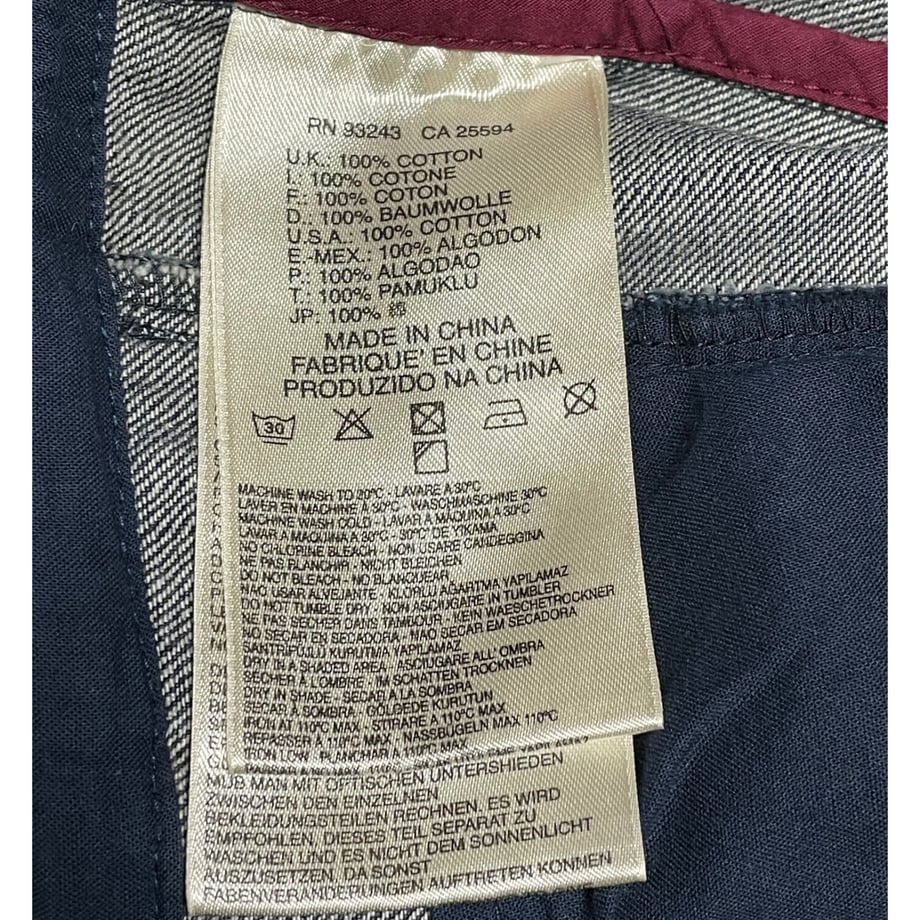 RN 93243 CA 25594
U.K.: 100% COTTON
I.: 100% COTONE
F.: 100% COTON
D.: 100% BAUMWOLLE
U.S.A.: 100% COTTON
E.-MEX.: 100% ALGODON
P.: 100% ALGODAO
T.: 100% PAMUKLU
JP: 100% 綿
MADE IN CHINA
FABRIQUE' EN CHINE
PRODUZIDO NA CHINA
30
MACHINE WASH TO 30°C - LAVARE A 30°C
LAVER EN MACHINE A 30°C - WASCHMASCHINE 30°C
MACHINE WASH COLD - LAVAR A MAQUINA A 30°C
LAVAR A MAQUINA A 30°C - 30°C DE YIKAMA
NO CHLORINE BLEACH - NON USARE CANDEGGINA
NE PAS BLANCHIR - NICHT BLEICHEN
DO NOT BLEACH - NO BLANQUEAR
NAO USAR ALVEJANTE - KLORLU AĞARTMA YAPILAMAZ
DO NOT TUMBLE DRY - NON ASCIUGARE IN TUMBLER
NE PAS SECHER DANS TAMBOUR - KEIN WAESCHETROCKNER
NO SECAR EN SECADORA - NAO SECAR EM SECADORA
SANTRIFÜJLÜ KURUTMA YAPILAMAZ
DRY IN A SHADED AREA - ASCIUGARE ALL' OMBRA
SECHER À L'OMBRE - IM SCHATTEN TROCKNEN
DRY IN SHADE - SECAR A LA SOMBRA
SECAR À SOMBRA - GÖLGEDE KURUTUN
IRON AT 110°C MAX - STIRARE A 110°C MAX
REPASSER A 110°C MAX - NASSBÜGELN MAX 110°C
IRON LOW - PLANCHAR A 110°C MAX
MUB MAN MIT OPTISCHEN UNTERSHIEDEN
ZWISCHEN DEN EINZELNEN
BEKLEIDUNGSTEILEN RECHNEN. ES WIRD
EMPFOHLEN, DIESES TEIL SEPARAT ZU
WASCHEN UND ES NICHT DEM SONNENLICHT
AUSZUSETZEN, DA SONST
FABENVERÄNDERUNGEN AUFTRETEN KONNEN